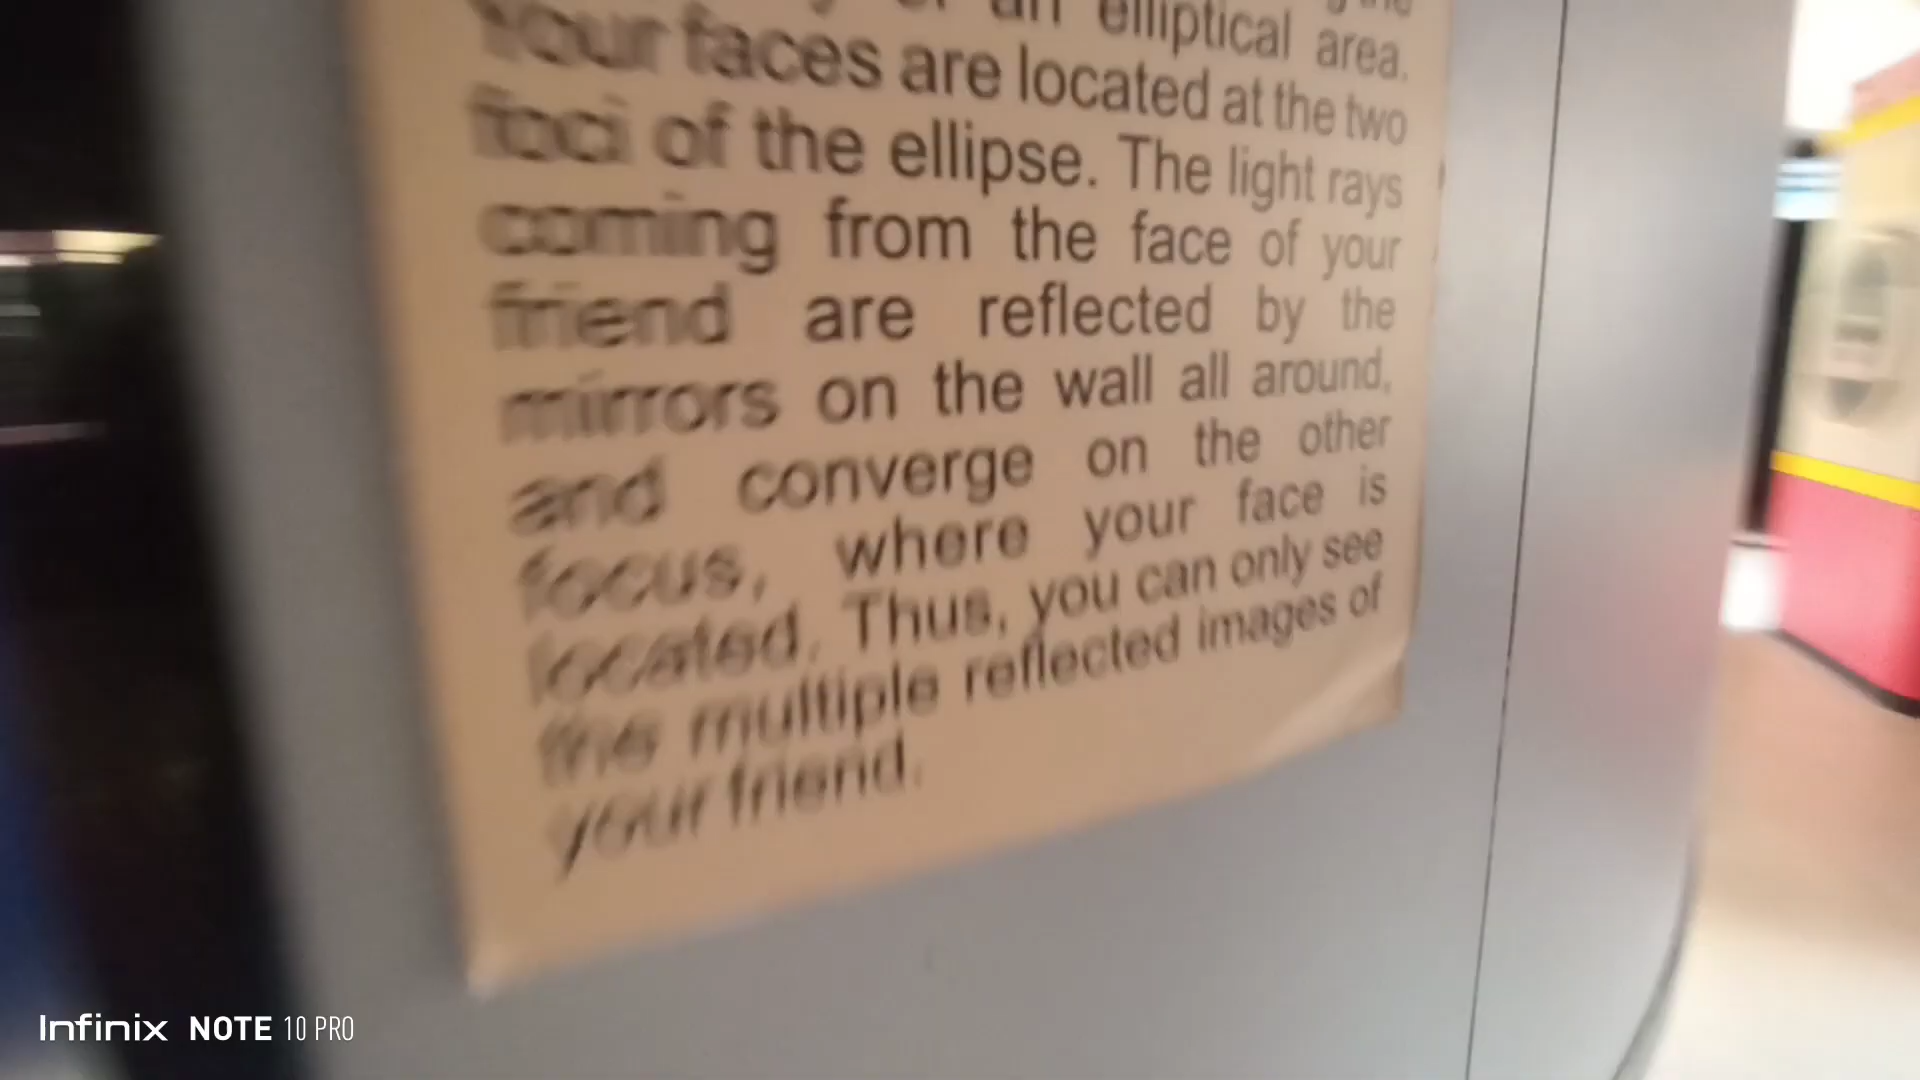 an elliptical area.
Your faces are located at the two
foci of the ellipse. The light rays
coming from the face of your
friend are reflected by the
mirrors on the wall all around,
and converge on the other
focus, where your face is
located. Thus, you can only see
the multiple reflected images of
your friend.
Infinix NOTE 10 PRO